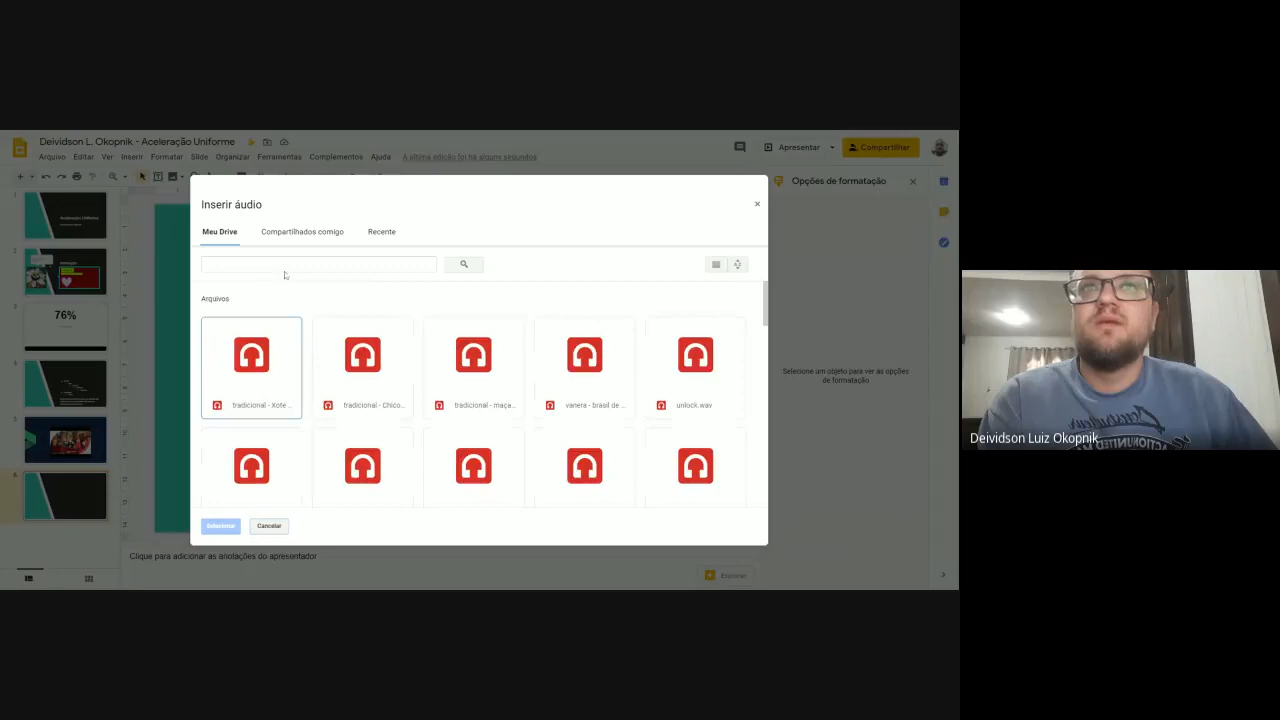 Deividson L. Okopnik - Aceleração Uniforme
Arquivo Editar Ver Inserir Formatar Slide Organizar Ferramentas Complementos Ajuda A última edição foi há alguns segundos
Apresentar
Compartilhar
Inserir áudio
Meu Drive Compartilhados comigo Recente
Arquivos
tradicional - Xote ...
tradicional - Chico...
tradicional - maça...
vanera - brasil de ...
unlock.wav
Selecionar
Cancelar
Opções de formatação
Selecione um objeto para ver as opções
de formatação
1
2
76%
4
Clique para adicionar as anotações do apresentador
Explorar
Deividson Luiz Okopnik